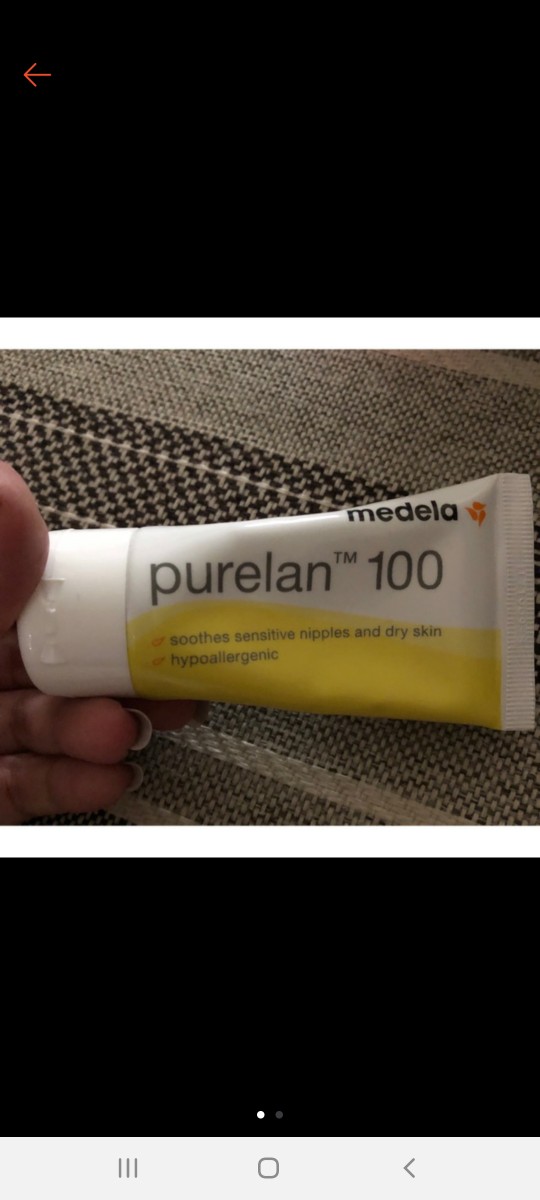 medela
purelan™ 100
soothes sensitive nipples and dry skin
hypoallergenic